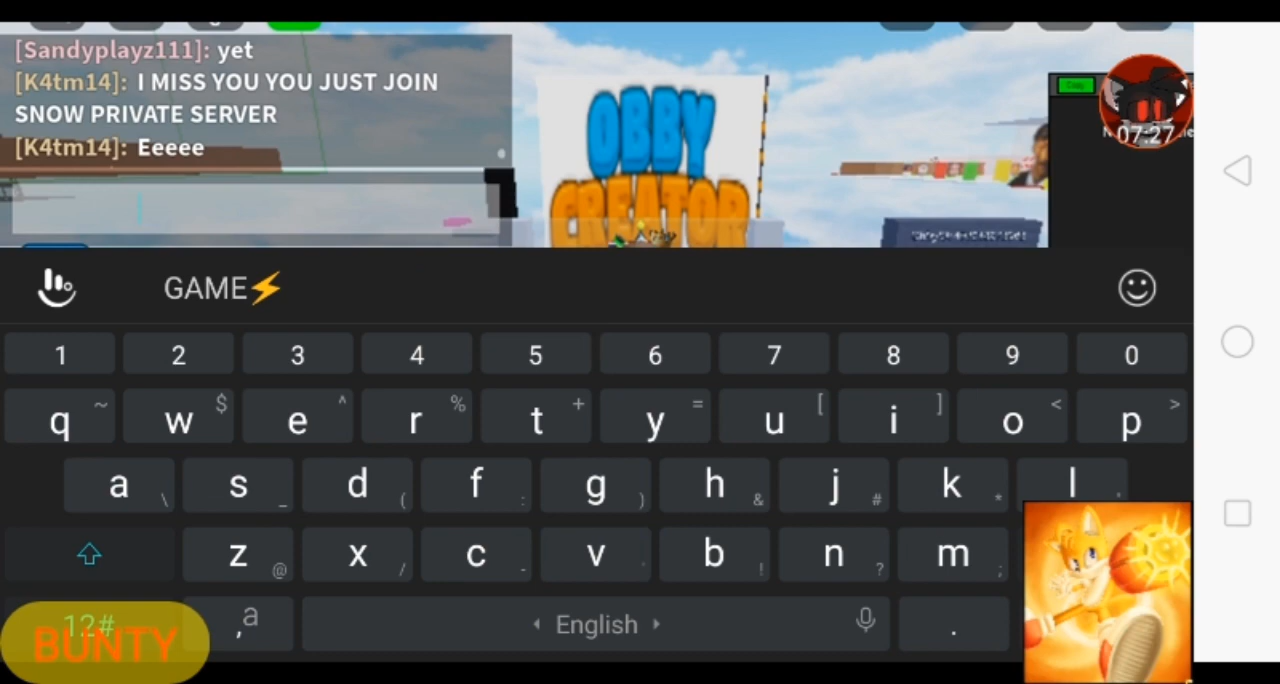 [Sandyplayz111]: yet
[K4tm14]: I MISS YOU YOU JUST JOIN
SNOW PRIVATE SERVER
[K4tm14]: Eeeee
OBBY
CREATOR
07:27
GAME⚡
1 2 3 4 5 6 7 8 9 0
q ~ w $ e ^ r % t + y = u [ i ] o < p >
a \ s _ d ( f : g ) h & j # k * l
z @ x / c - v b ! n ? m ;
12# , a English .
BUNTY